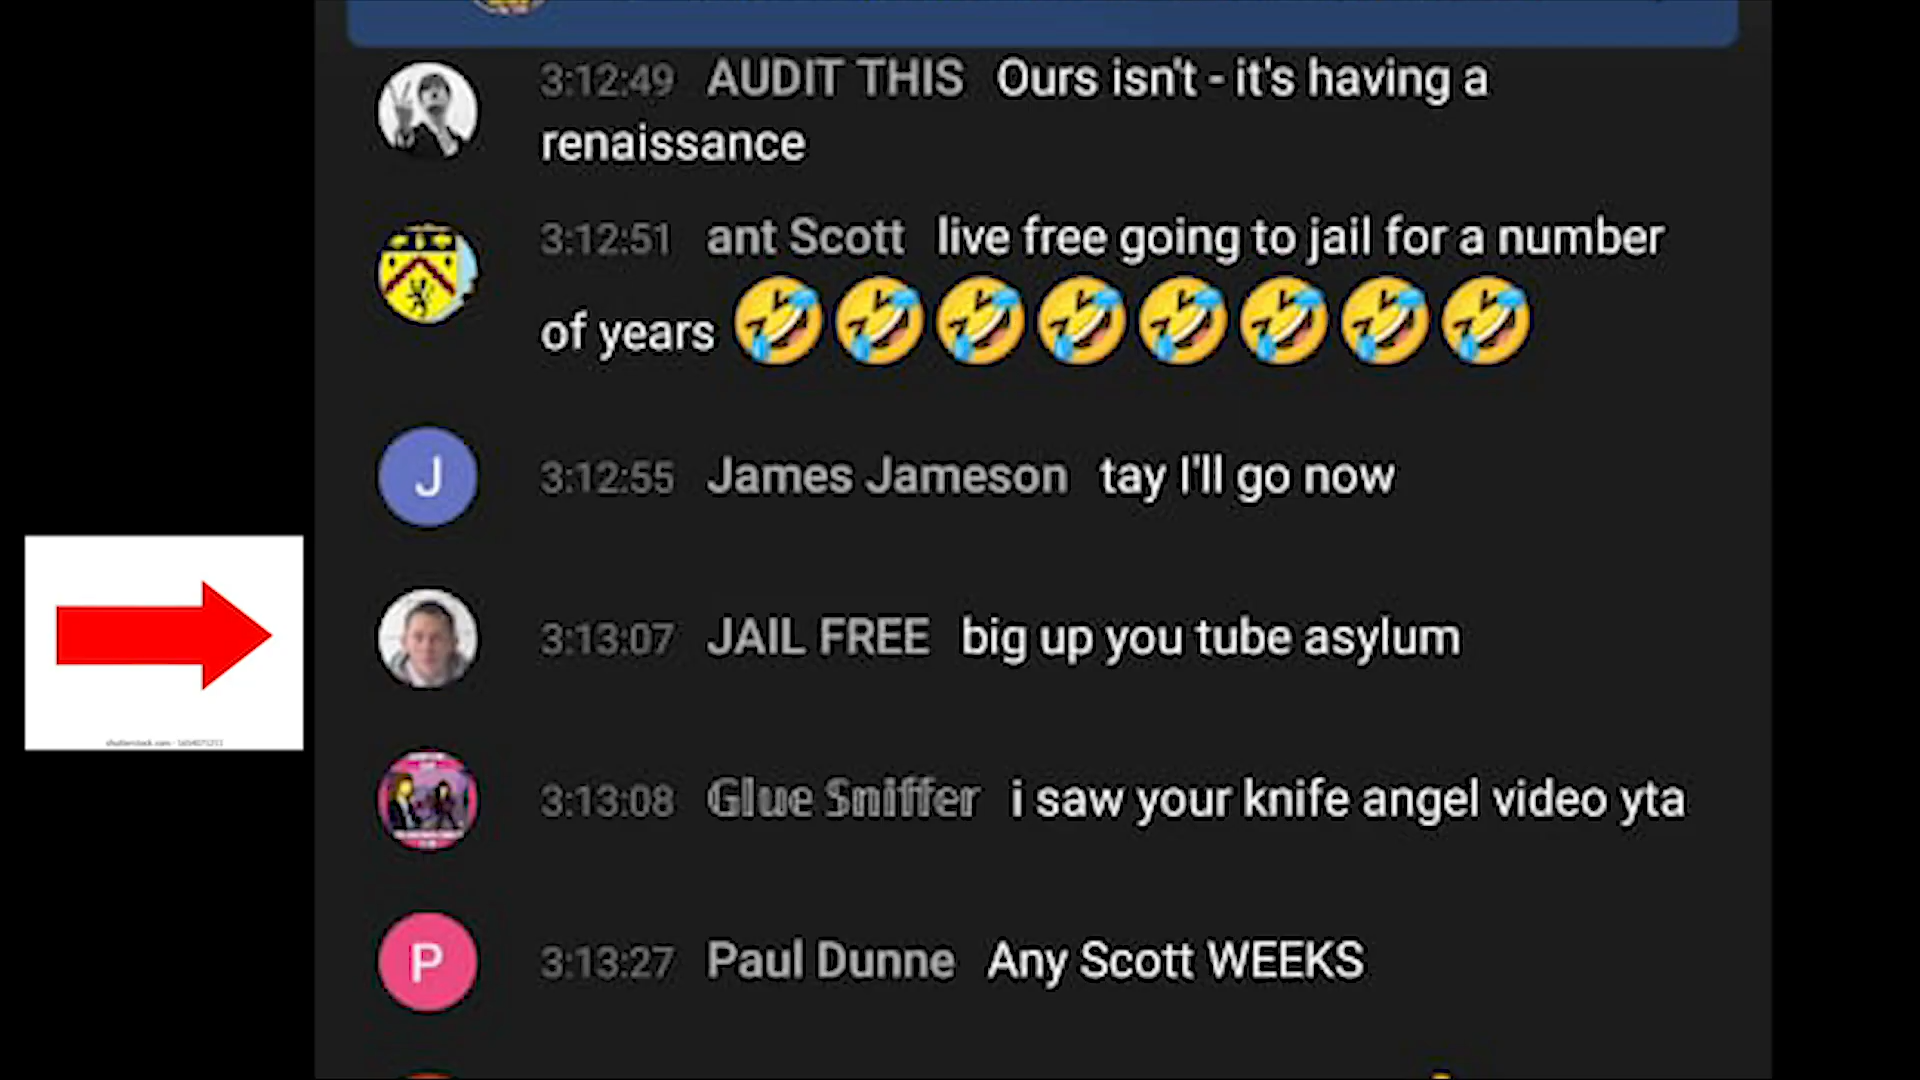 3:12:49 AUDIT THIS Ours isn't - it's having a
renaissance
3:12:51 ant Scott live free going to jail for a number
of years 🤣🤣🤣🤣🤣🤣🤣🤣
J
3:12:55 James Jameson tay I'll go now
3:13:07 JAIL FREE big up you tube asylum
3:13:08 Glue Sniffer i saw your knife angel video yta
P
3:13:27 Paul Dunne Any Scott WEEKS